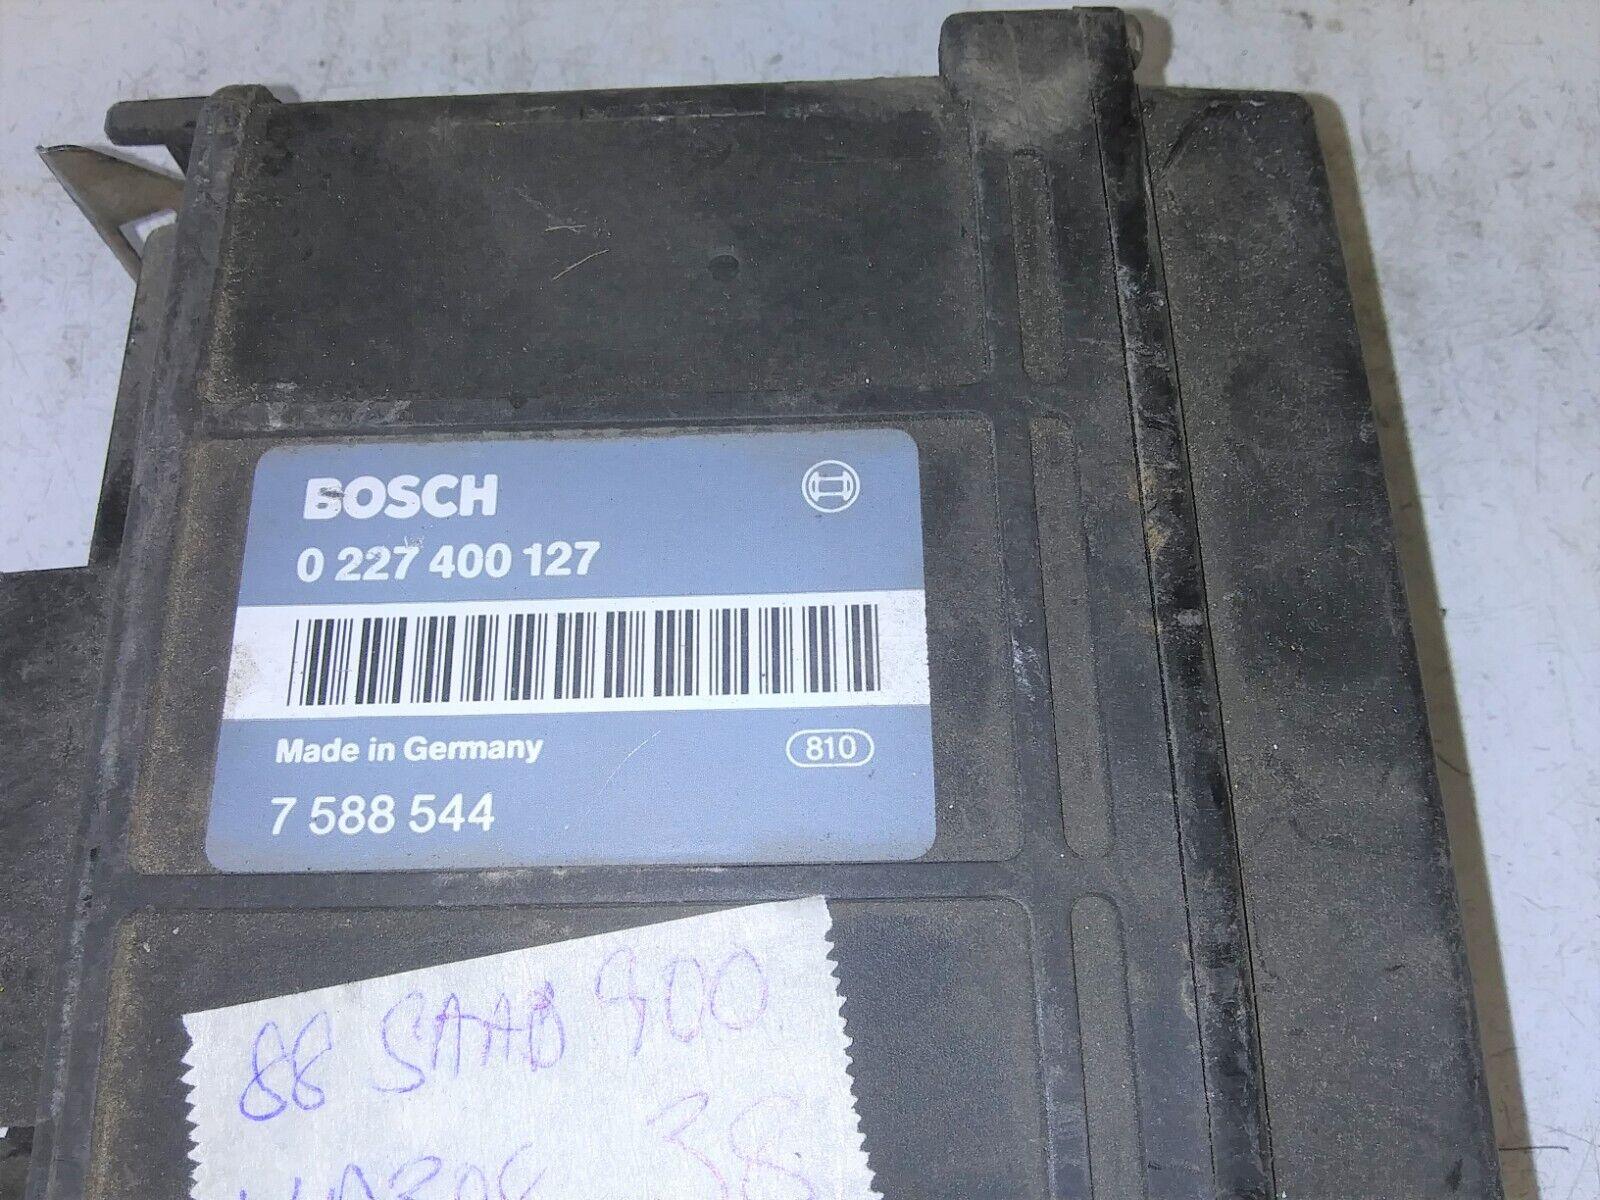 BOSCH
0 227 400 127
Made in Germany 810
7 588 544
88 SAAB 900
38